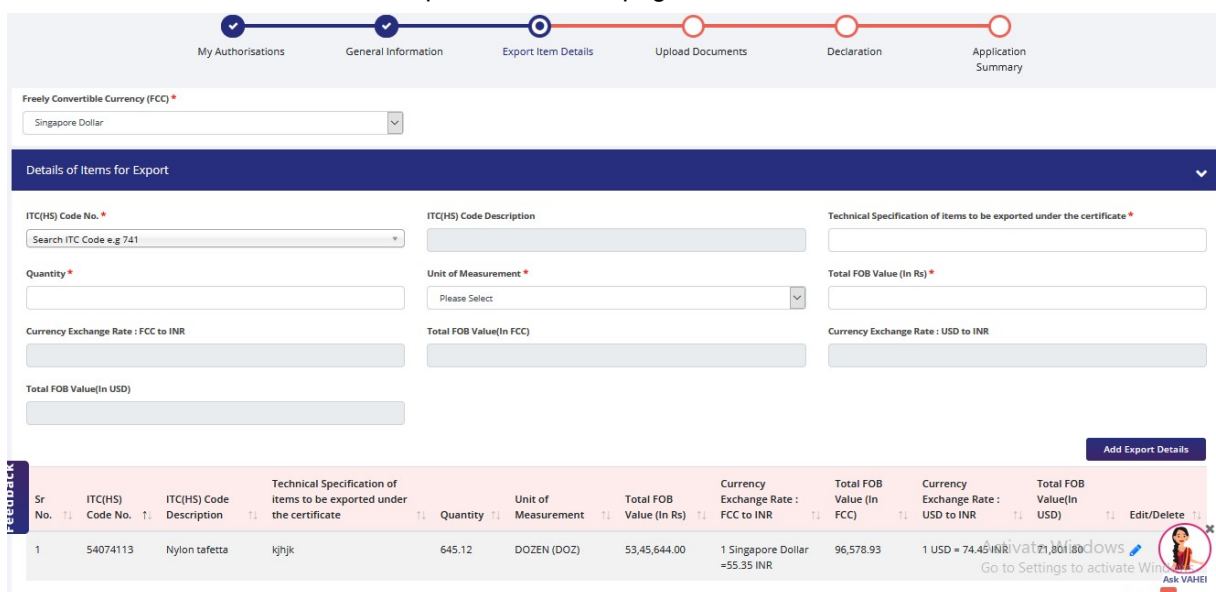 My Authorisations General Information Export Item Details Upload Documents Declaration Application
Summary
Freely Convertible Currency (FCC) *
Singapore Dollar
Details of Items for Export
ITC(HS) Code No. * ITC(HS) Code Description Technical Specification of items to be exported under the certificate *
Search ITC Code e.g 741
Quantity * Unit of Measurement * Total FOB Value (In Rs) *
Please Select
Currency Exchange Rate : FCC to INR Total FOB Value(In FCC) Currency Exchange Rate : USD to INR
Total FOB Value(In USD)
Add Export Details
Feedback
Technical Specification of Currency Total FOB Currency Total FOB
Sr ITC(HS) ITC(HS) Code items to be exported under Unit of Total FOB Exchange Rate : Value (In Exchange Rate : Value(In
No. Code No. Description the certificate Quantity Measurement Value (In Rs) FCC to INR FCC) USD to INR USD) Edit/Delete
1 54074113 Nylon tafetta kjhjk 645.12 DOZEN (DOZ) 53,45,644.00 1 Singapore Dollar 96,578.93 1 USD = 74.45 INR 71,801.80
=55.35 INR
Activate Windows
Go to Settings to activate Windows.
Ask VAHEI